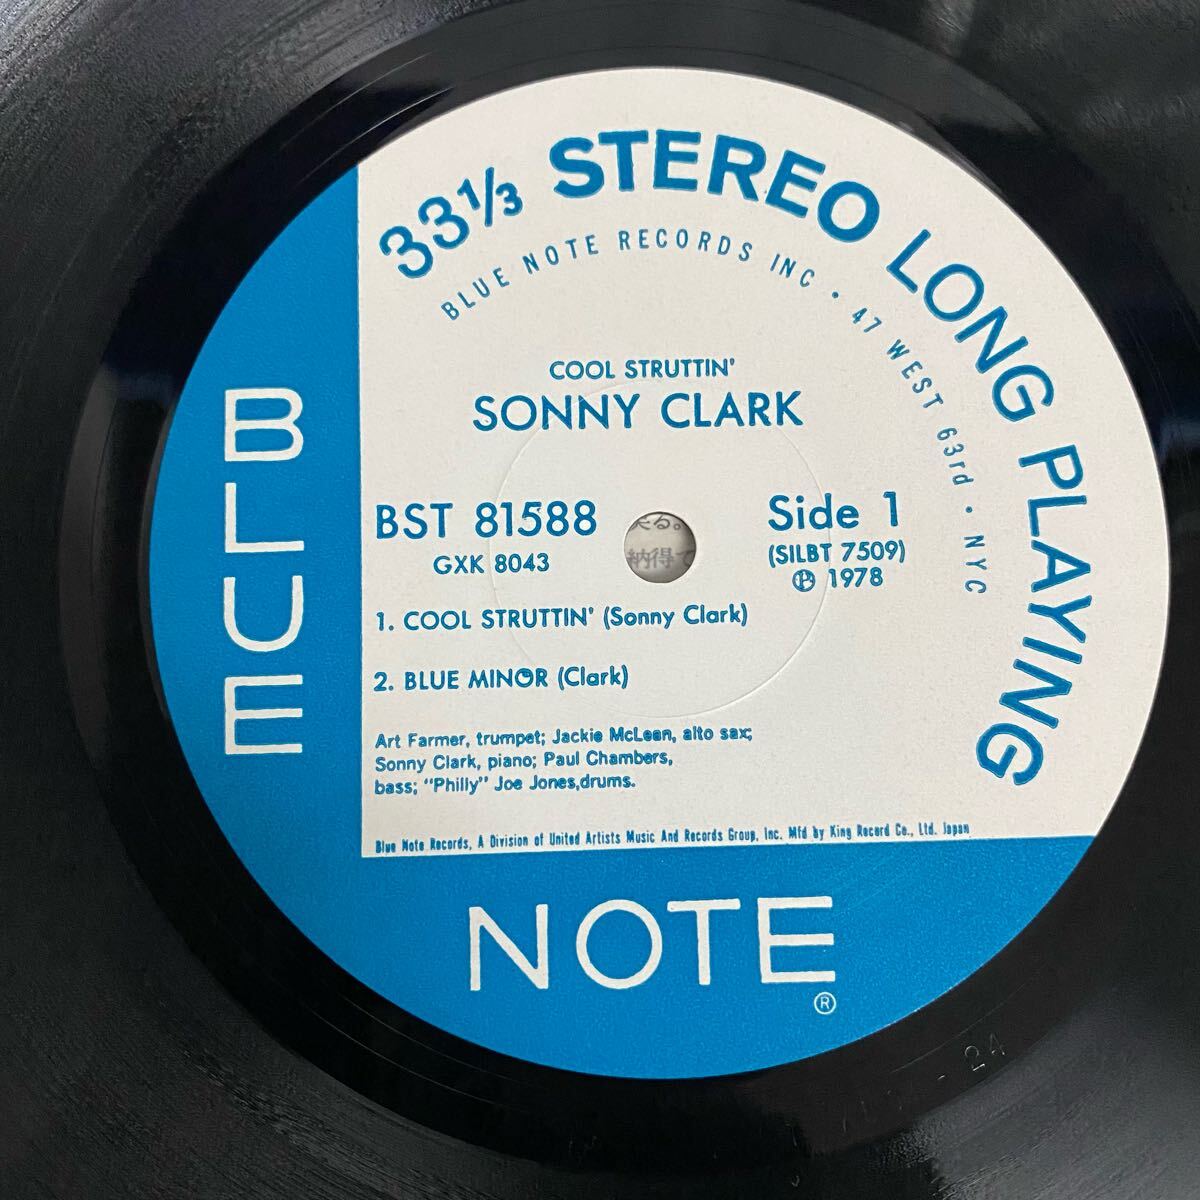 33⅓ STEREO LONG PLAYING
BLUE NOTE RECORDS INC • 47 WEST 63rd • NYC
COOL STRUTTIN'
SONNY CLARK
BST 81588
GXK 8043
Side 1
(SILBT 7509)
℗ 1978
1. COOL STRUTTIN' (Sonny Clark)
2. BLUE MINOR (Clark)
Art Farmer, trumpet; Jackie McLean, alto sax;
Sonny Clark, piano; Paul Chambers,
bass; "Philly" Joe Jones,drums.
Blue Note Records, A Division of United Artists Music And Records Group, Inc. Mfd by King Record Co., Ltd. Japan
BLUE
NOTE
®
る。
納得て
24